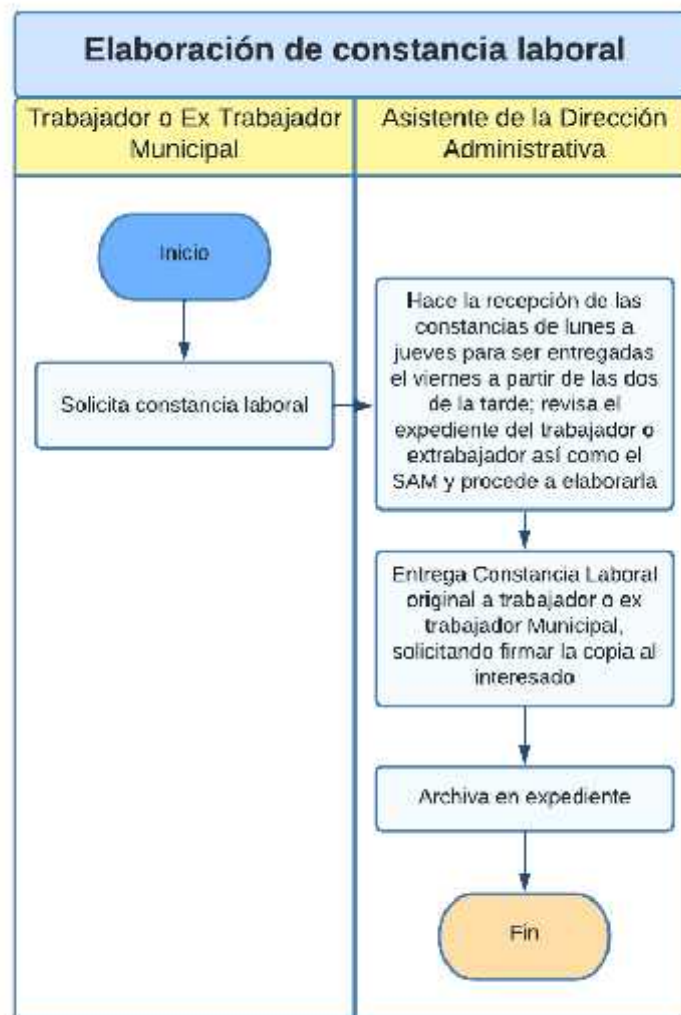 Elaboración de constancia laboral
Trabajador o Ex Trabajador
Municipal
Asistente de la Dirección
Administrativa
Inicio
Solicita constancia laboral
Hace la recepción de las
constancias de lunes a
jueves para ser entregadas
el viernes a partir de las dos
de la tarde; revisa el
expediente del trabajador o
extrabajador así como el
SAM y procede a elaborarla
Entrega Constancia Laboral
original a trabajador o ex
trabajador Municipal,
solicitando firmar la copia al
interesado
Archiva en expediente
Fin